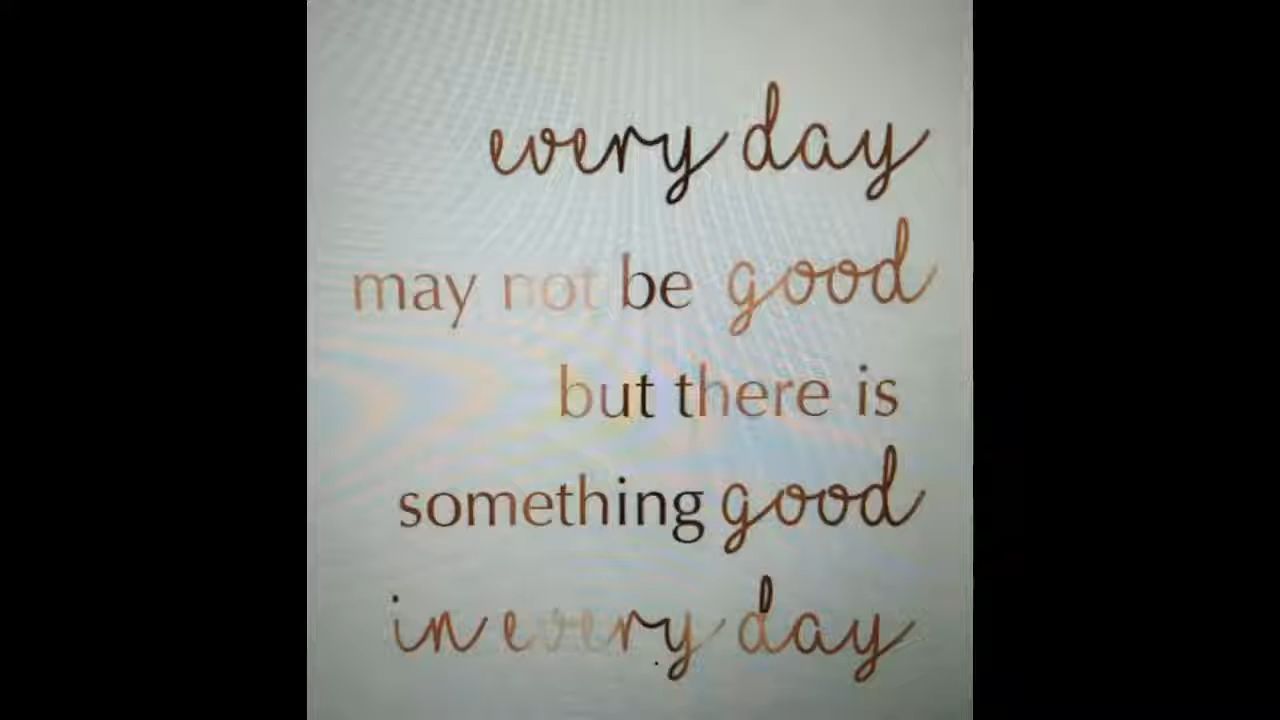 every day
may not be good
but there is
something good
in every day